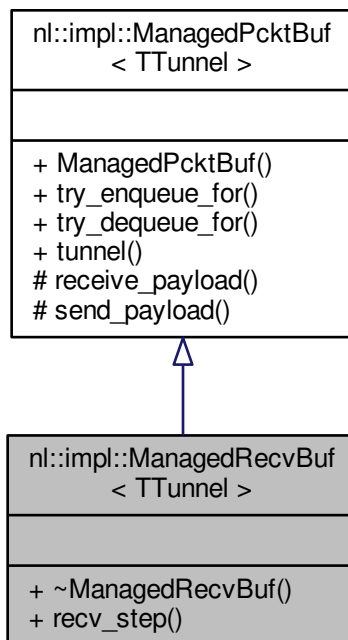 nl::impl::ManagedPcktBuf
< TTunnel >
+ ManagedPcktBuf()
+ try_enqueue_for()
+ try_dequeue_for()
+ tunnel()
# receive_payload()
# send_payload()
nl::impl::ManagedRecvBuf
< TTunnel >
+ ~ManagedRecvBuf()
+ recv_step()